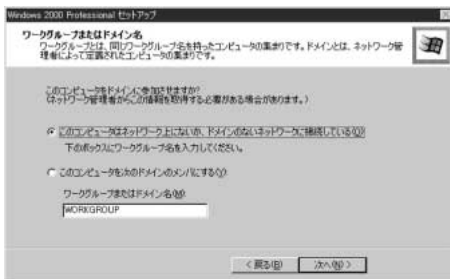 Windows 2000 Professional セットアップ
ワークグループまたはドメイン名
ワークグループとは、同じワークグループ名を持ったコンピュータの集まりです。ドメインとは、ネットワーク管
理者によって定義されたコンピュータの集まりです。
このコンピュータをドメインに参加させますか?
(ネットワーク管理者からこの情報を取得する必要がある場合があります。)
このコンピュータはネットワーク上にないか、ドメインのないネットワークに接続している(O)
下のボックスにワークグループ名を入力してください。
このコンピュータを次のドメインのメンバにする(Y)
ワークグループまたはドメイン名(W)
WORKGROUP
< 戻る(B) 次へ(N) >